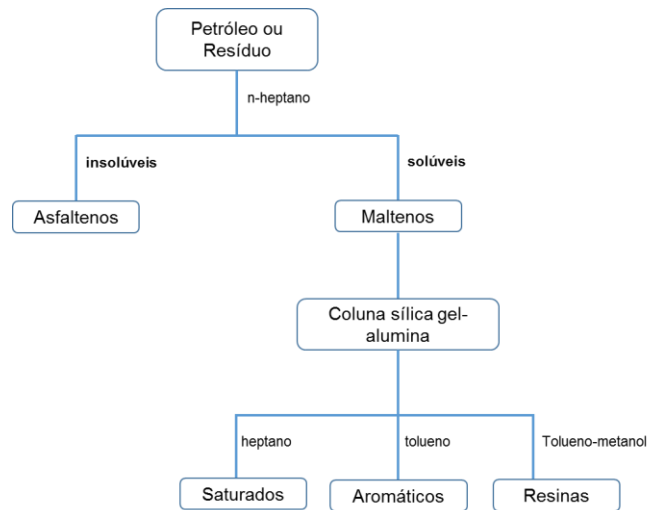 Petróleo ou
Resíduo
n-heptano
insolúveis
solúveis
Asfaltenos
Maltenos
Coluna sílica gel-
alumina
heptano
tolueno
Tolueno-metanol
Saturados
Aromáticos
Resinas